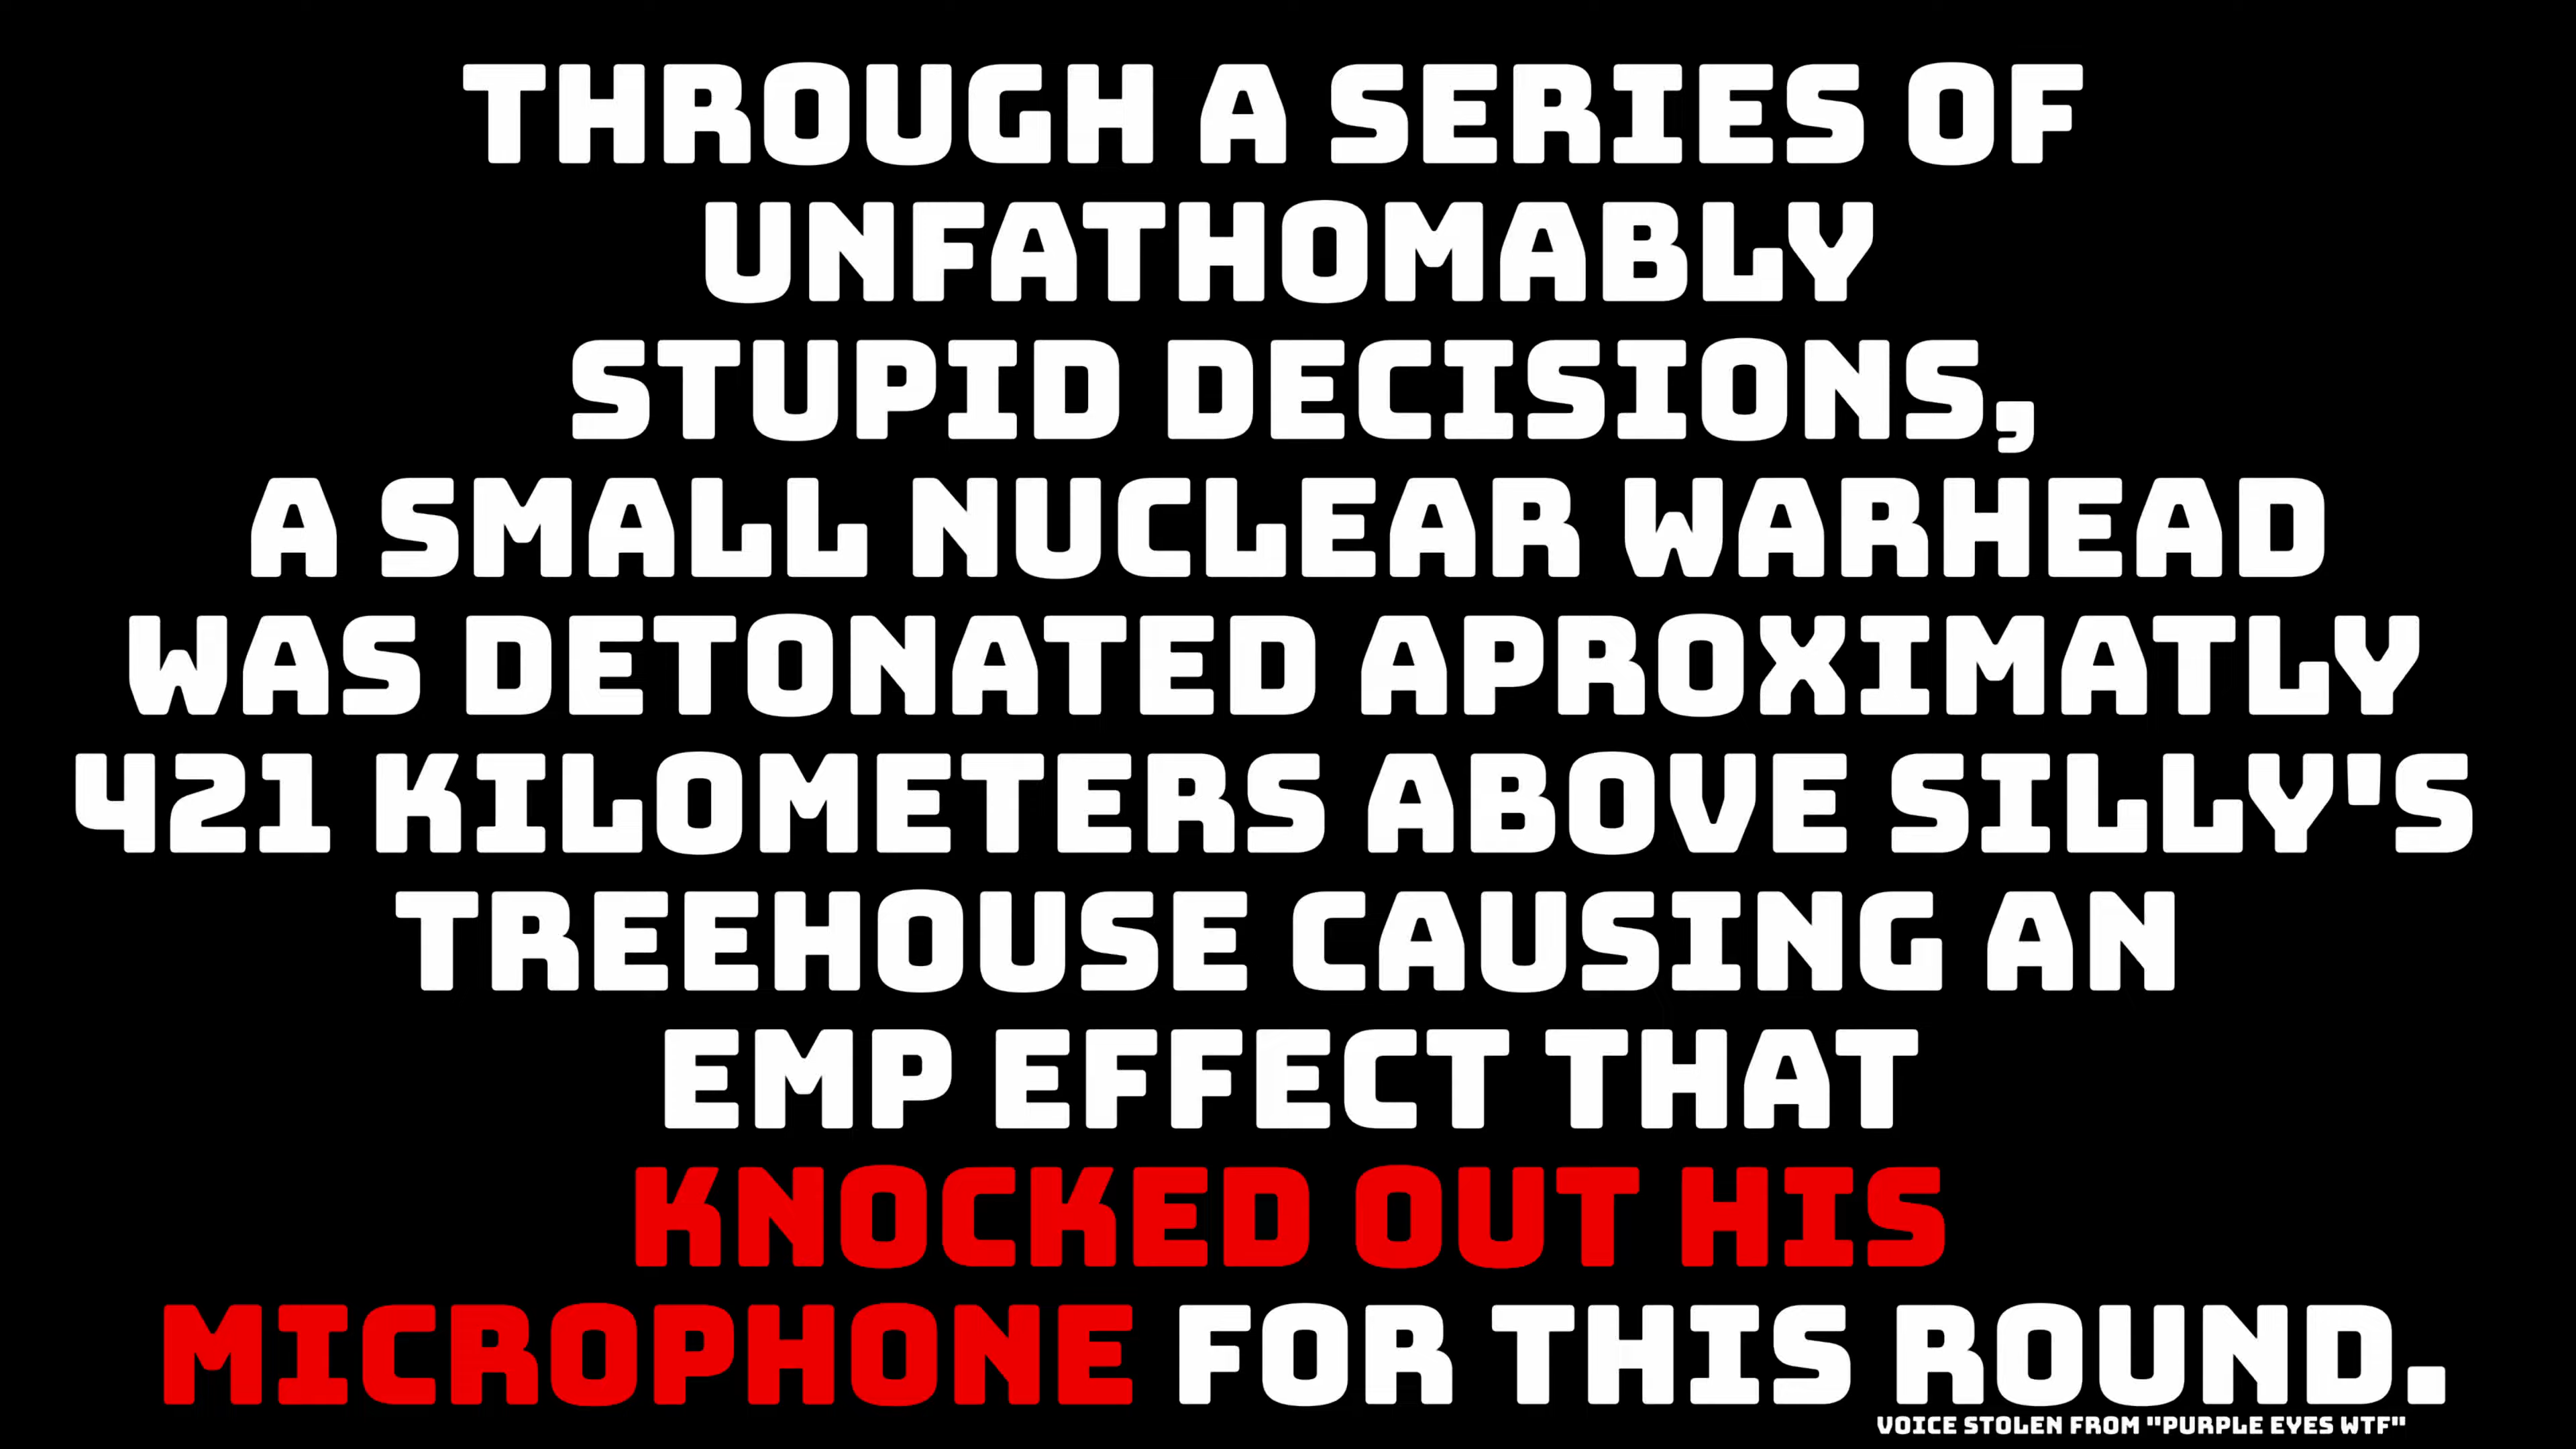 THROUGH A SERIES OF
UNFATHOMABLY
STUPID DECISIONS,
A SMALL NUCLEAR WARHEAD
WAS DETONATED APROXIMATLY
421 KILOMETERS ABOVE SILLY'S
TREEHOUSE CAUSING AN
EMP EFFECT THAT
KNOCKED OUT HIS
MICROPHONE FOR THIS ROUND.
VOICE STOLEN FROM "PURPLE EYES WTF"